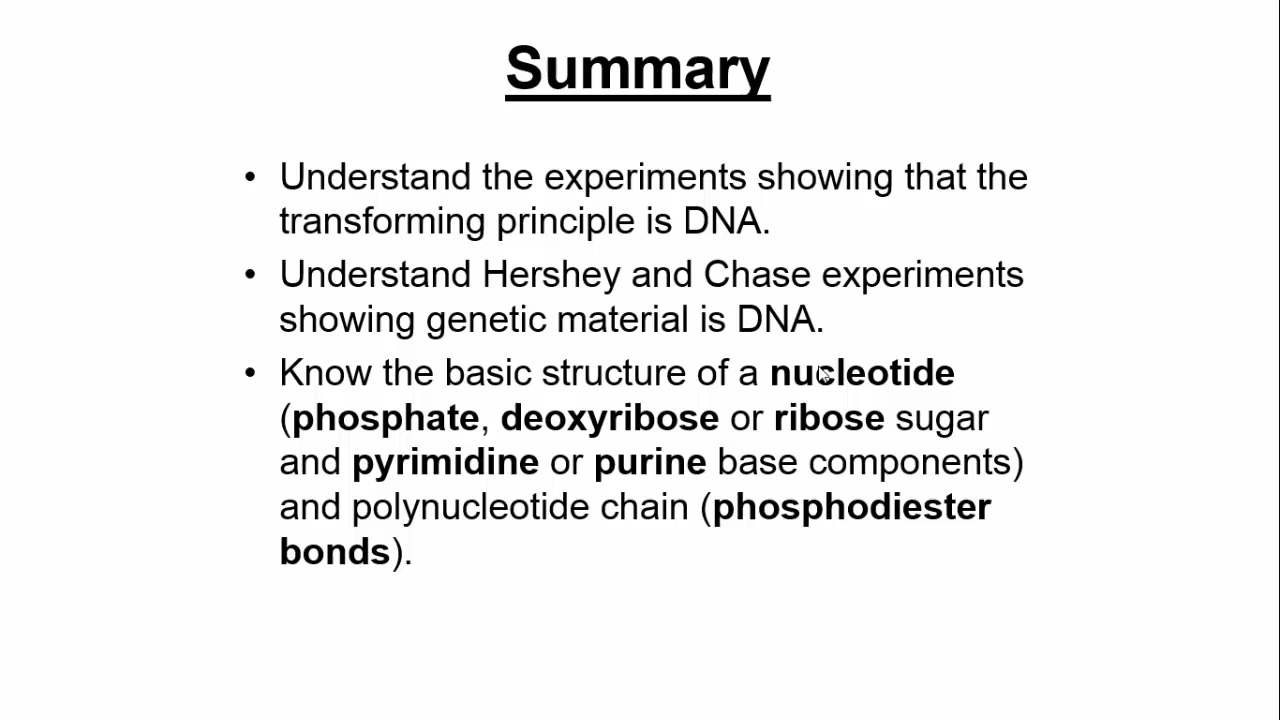 Summary
• Understand the experiments showing that the
transforming principle is DNA.
• Understand Hershey and Chase experiments
showing genetic material is DNA.
• Know the basic structure of a nucleotide
(phosphate, deoxyribose or ribose sugar
and pyrimidine or purine base components)
and polynucleotide chain (phosphodiester
bonds).